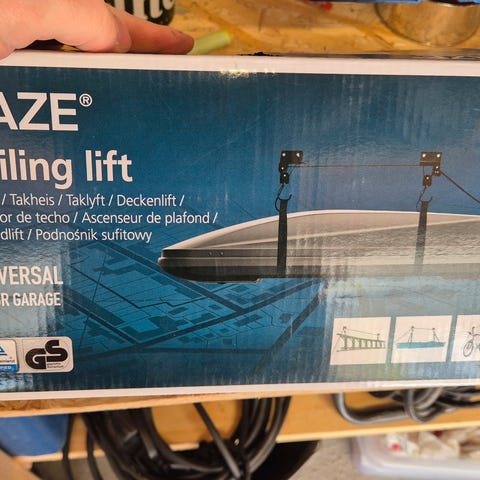 AZE®
iling lift
/ Takheis / Taklyft / Deckenlift /
or de techo / Ascenseur de plafond /
dlift / Podnośnik sufitowy
VERSAL
R GARAGE
GS